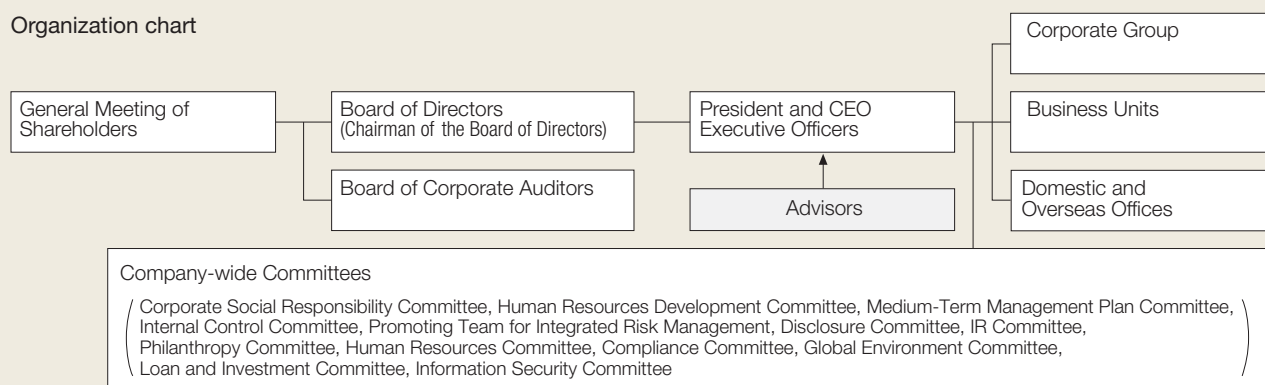 Organization chart
General Meeting of
Shareholders
Board of Directors
(Chairman of the Board of Directors)
Board of Corporate Auditors
President and CEO
Executive Officers
Advisors
Corporate Group
Business Units
Domestic and
Overseas Offices
Company-wide Committees
Corporate Social Responsibility Committee, Human Resources Development Committee, Medium-Term Management Plan Committee,
Internal Control Committee, Promoting Team for Integrated Risk Management, Disclosure Committee, IR Committee,
Philanthropy Committee, Human Resources Committee, Compliance Committee, Global Environment Committee,
Loan and Investment Committee, Information Security Committee